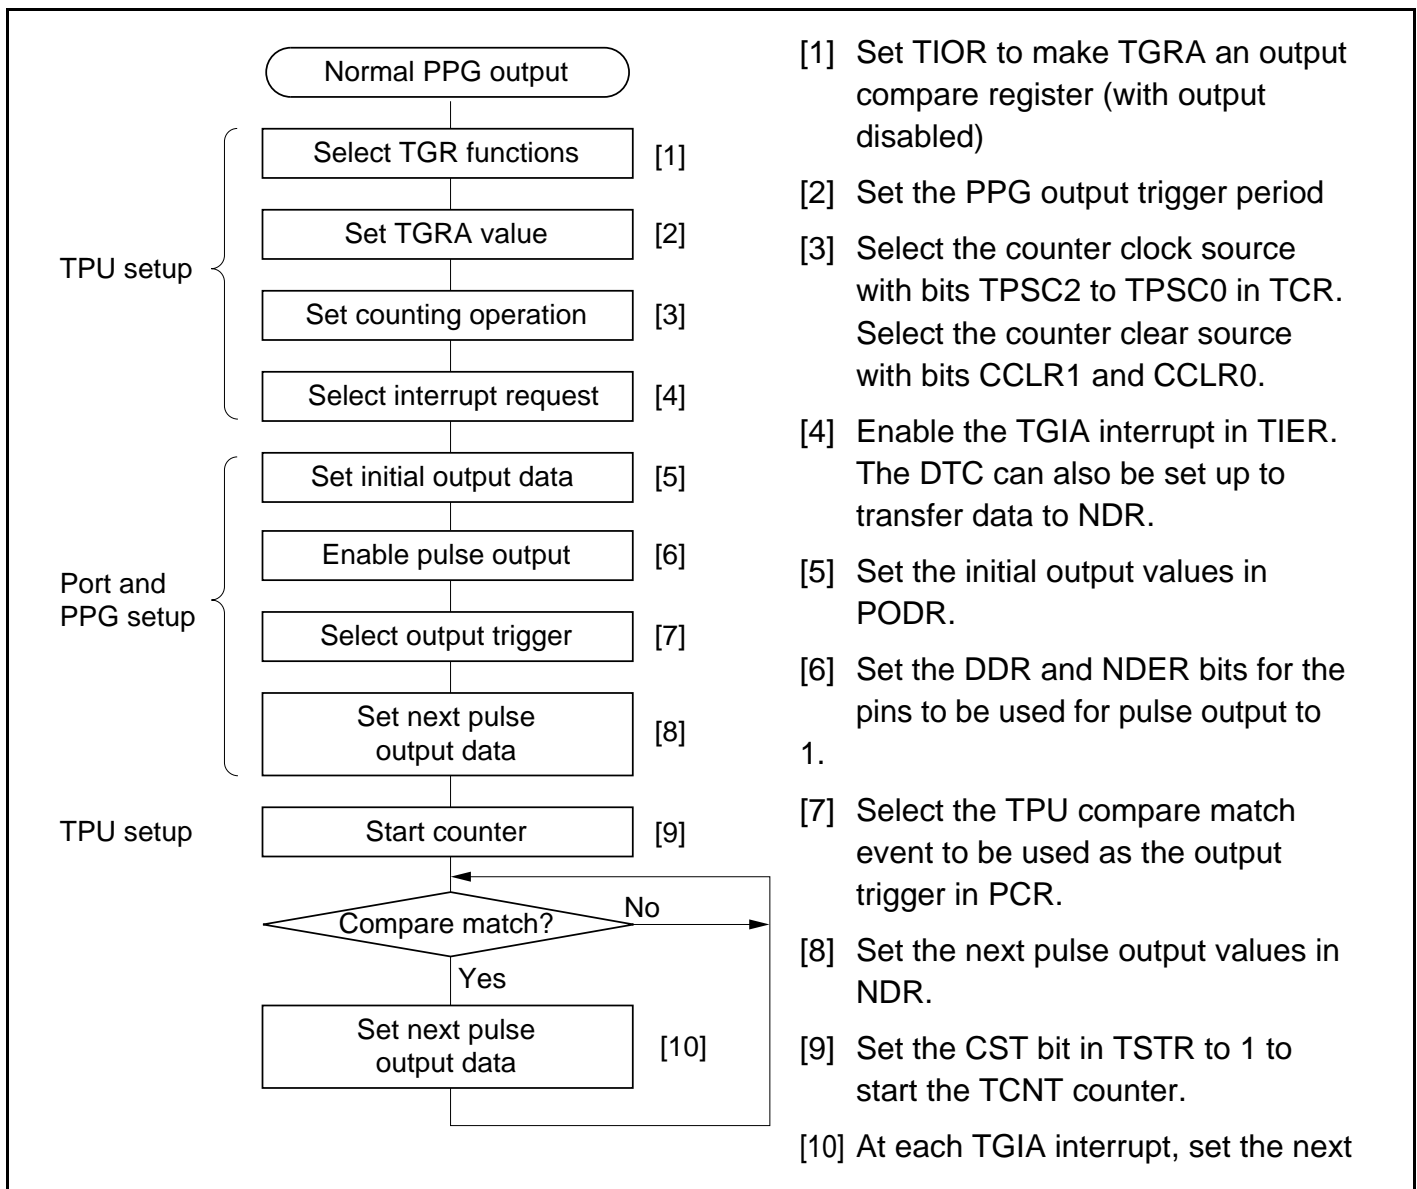 Normal PPG output
TPU setup
Select TGR functions [1]
Set TGRA value [2]
Set counting operation [3]
Select interrupt request [4]
Port and
PPG setup
Set initial output data [5]
Enable pulse output [6]
Select output trigger [7]
Set next pulse
output data [8]
TPU setup
Start counter [9]
Compare match?
No
Yes
Set next pulse
output data [10]
[1] Set TIOR to make TGRA an output
compare register (with output
disabled)
[2] Set the PPG output trigger period
[3] Select the counter clock source
with bits TPSC2 to TPSC0 in TCR.
Select the counter clear source
with bits CCLR1 and CCLR0.
[4] Enable the TGIA interrupt in TIER.
The DTC can also be set up to
transfer data to NDR.
[5] Set the initial output values in
PODR.
[6] Set the DDR and NDER bits for the
pins to be used for pulse output to
1.
[7] Select the TPU compare match
event to be used as the output
trigger in PCR.
[8] Set the next pulse output values in
NDR.
[9] Set the CST bit in TSTR to 1 to
start the TCNT counter.
[10] At each TGIA interrupt, set the next